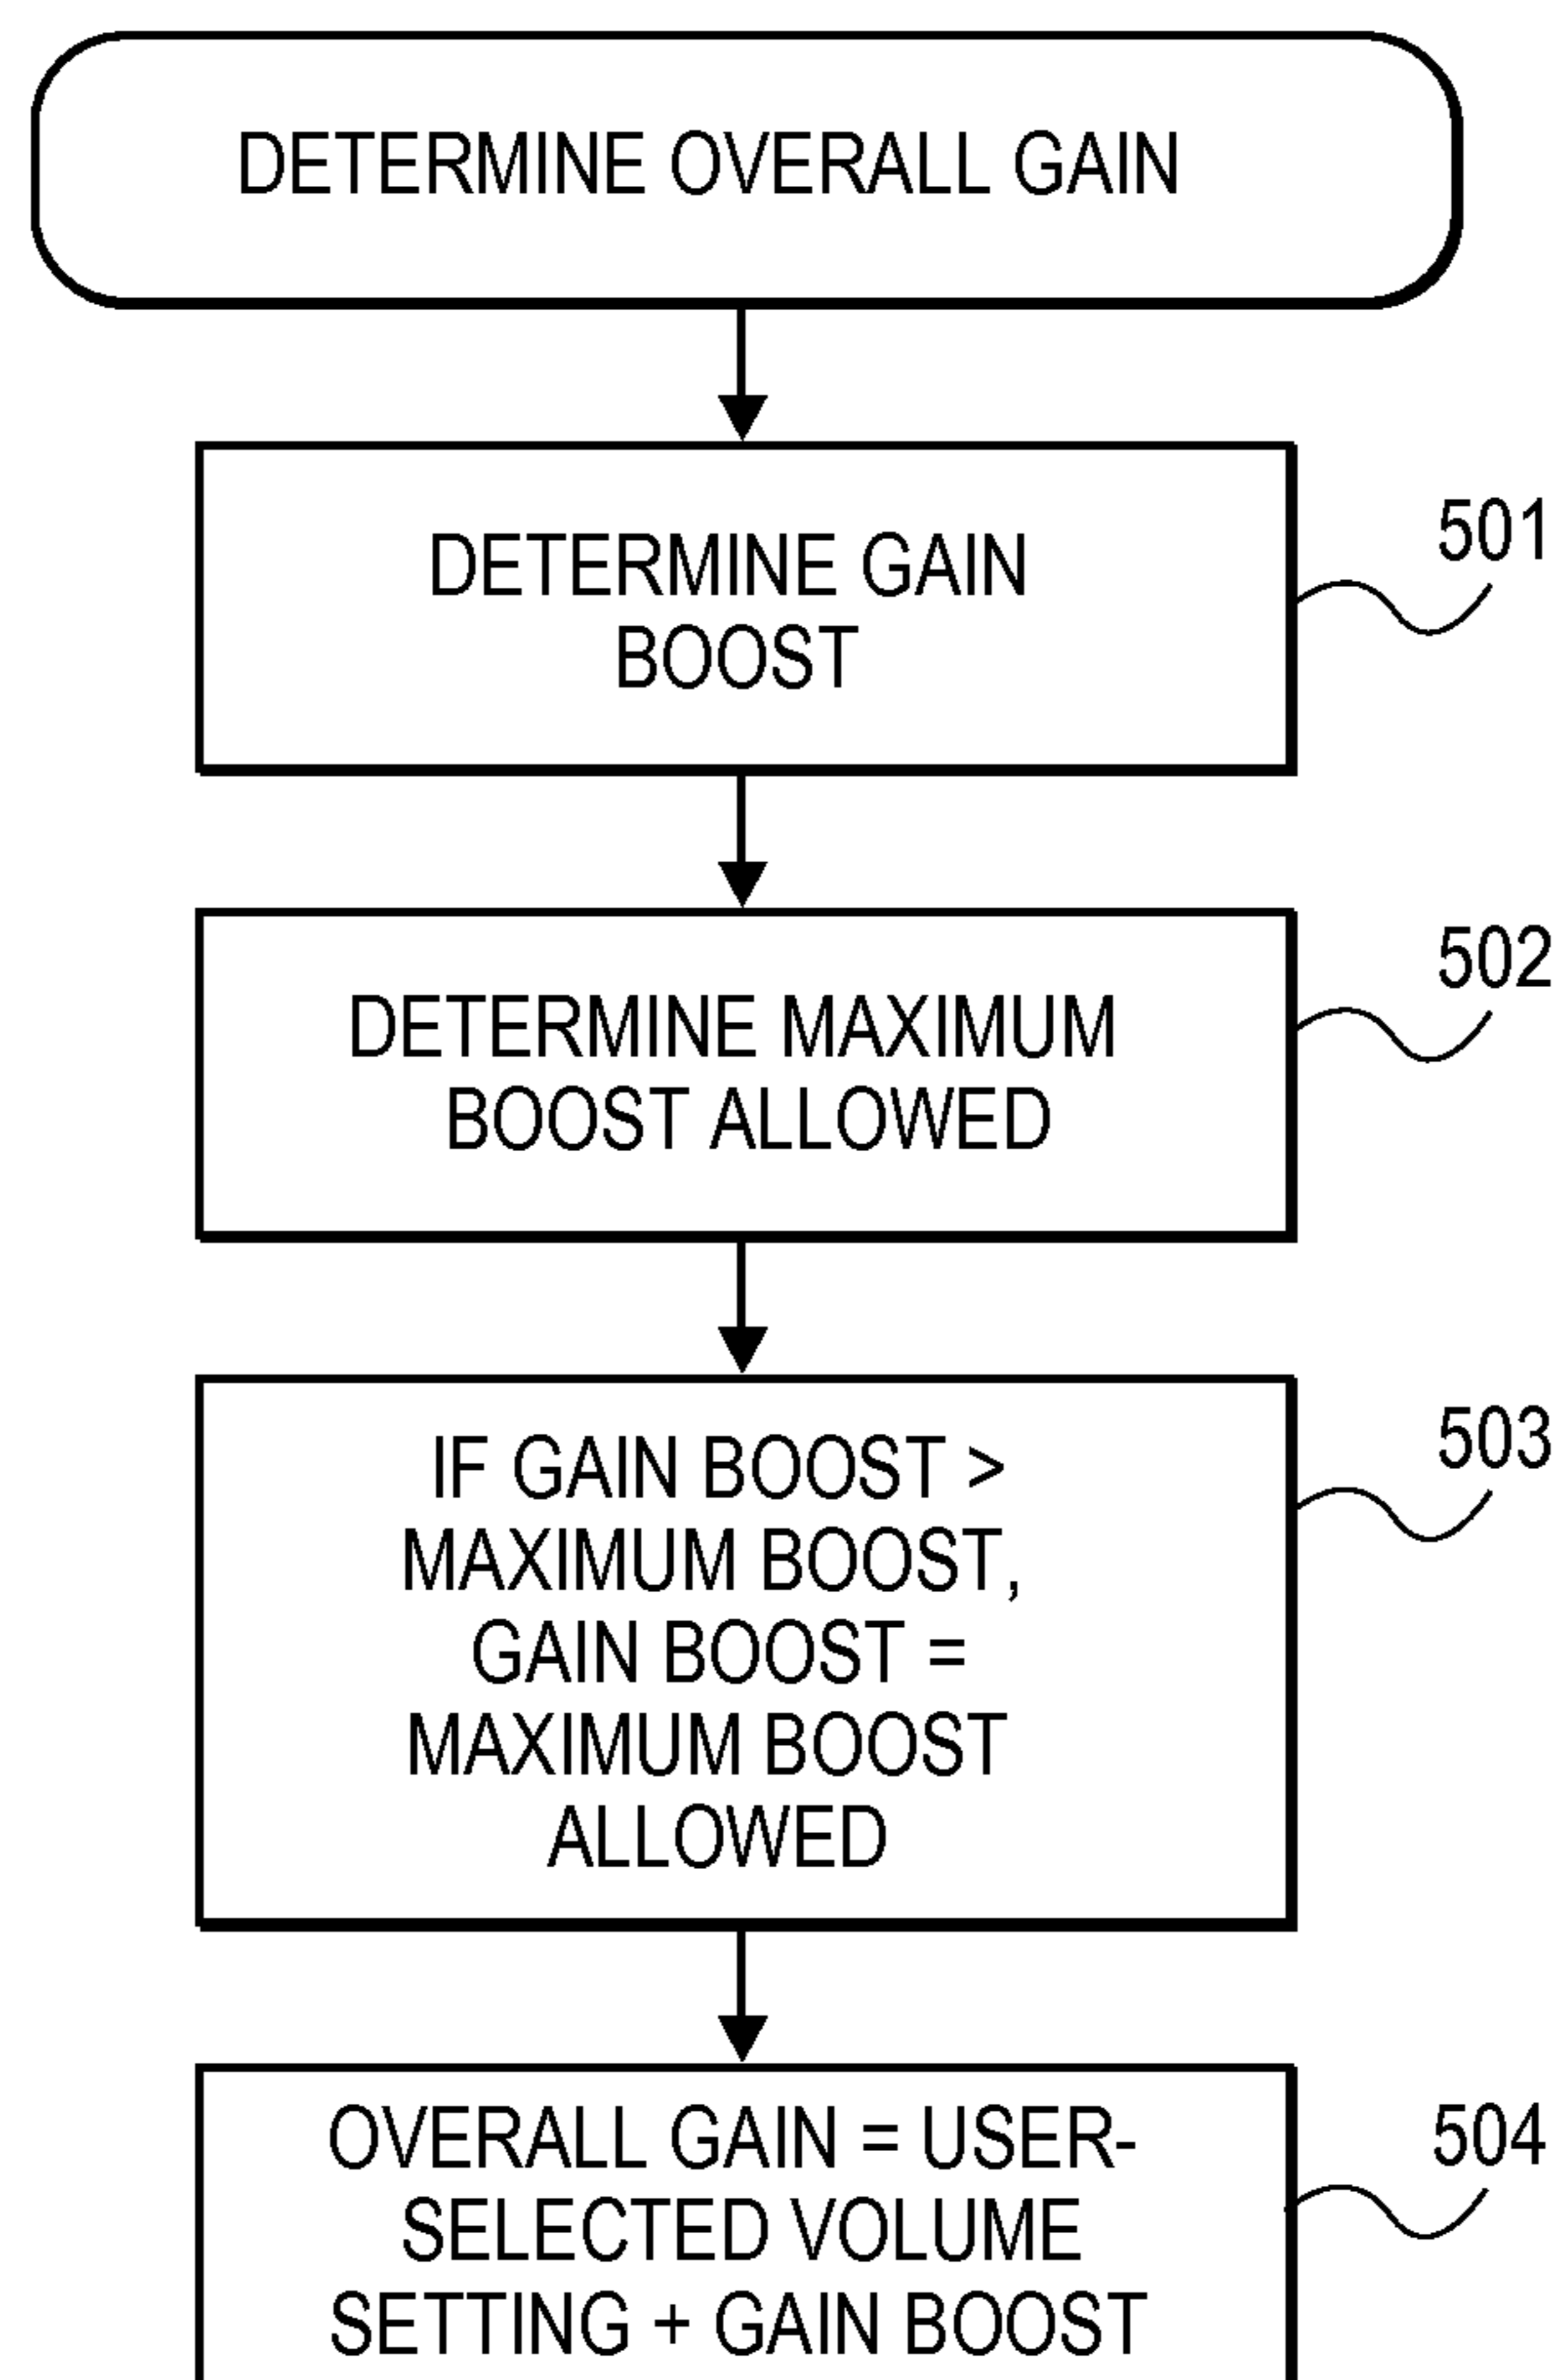 DETERMINE OVERALL GAIN
DETERMINE GAIN
BOOST
501
DETERMINE MAXIMUM
BOOST ALLOWED
502
IF GAIN BOOST >
MAXIMUM BOOST,
GAIN BOOST =
MAXIMUM BOOST
ALLOWED
503
OVERALL GAIN = USER-
SELECTED VOLUME
SETTING + GAIN BOOST
504